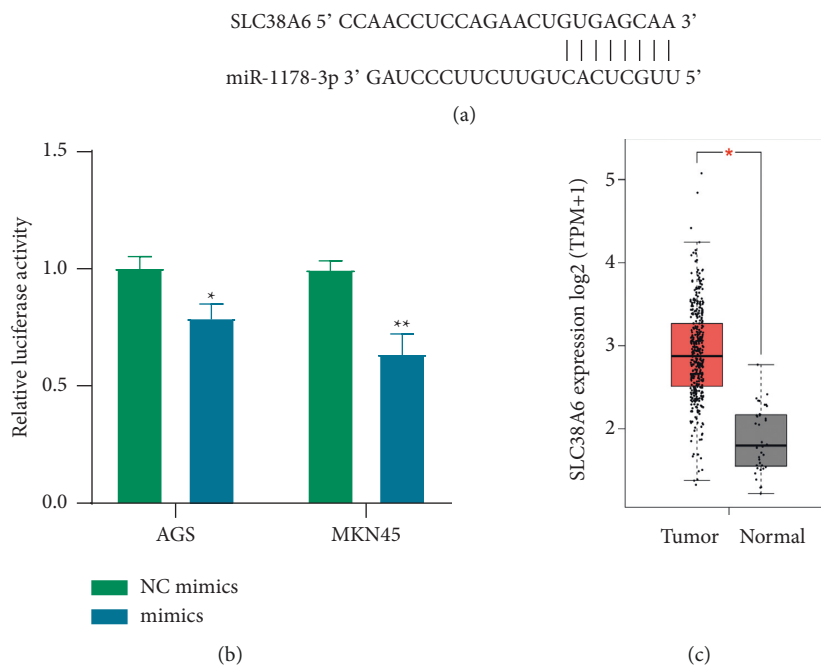 SLC38A6 5’ CCAACCUCCAGAACUGUGAGCAA 3’
miR-1178-3p 3’ GAUCCCUUCUUGUCACUCGUU 5’
(a)
Relative luciferase activity
1.5
1.0
0.5
0.0
*
**
AGS
MKN45
NC mimics
mimics
(b)
SLC38A6 expression log2 (TPM+1)
5
4
3
2
*
Tumor
Normal
(c)